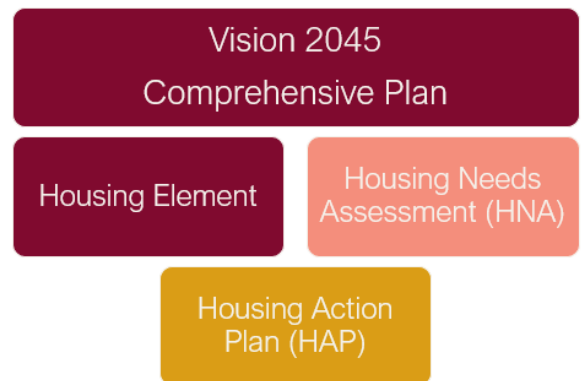 Vision 2045
Comprehensive Plan
Housing Element
Housing Needs
Assessment (HNA)
Housing Action
Plan (HAP)